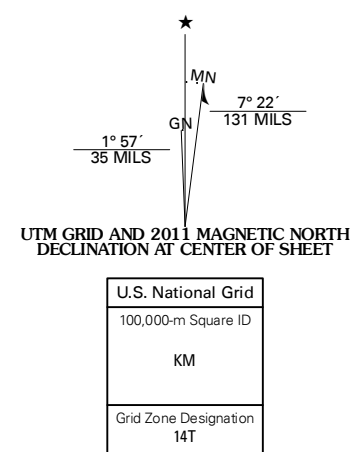 ★
MN
7° 22´
131 MILS
GN
1° 57´
35 MILS
UTM GRID AND 2011 MAGNETIC NORTH
DECLINATION AT CENTER OF SHEET
U.S. National Grid
100,000-m Square ID
KM
Grid Zone Designation
14T